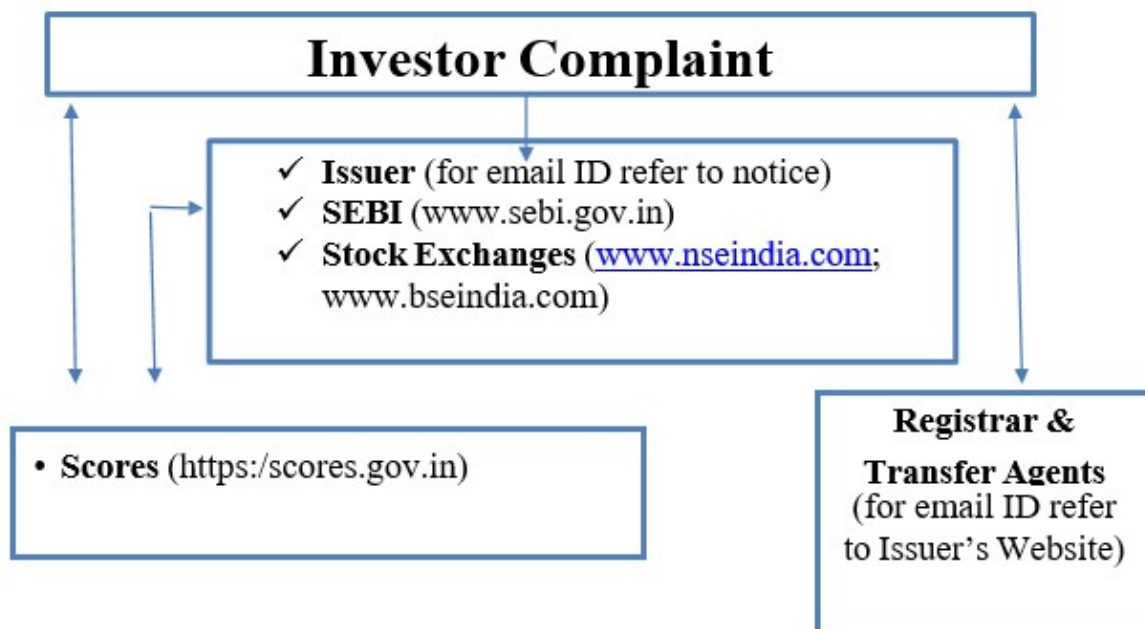 Investor Complaint
✓ Issuer (for email ID refer to notice)
✓ SEBI (www.sebi.gov.in)
✓ Stock Exchanges (www.nseindia.com;
www.bseindia.com)
• Scores (https:/scores.gov.in)
Registrar &
Transfer Agents
(for email ID refer
to Issuer’s Website)